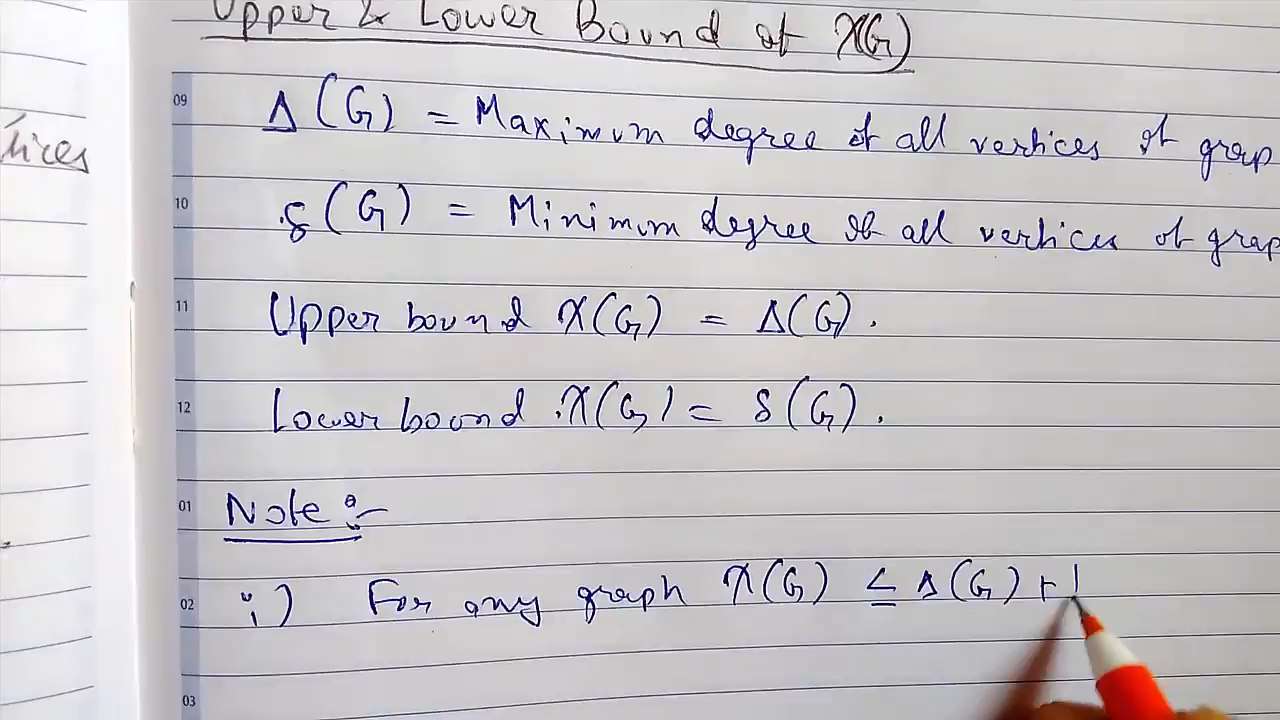 Upper & Lower Bound of X(G)
09 Δ(G) = Maximum degree of all vertices of grap
tices
10 δ(G) = Minimum degree of all vertices of grap
11 Upper bound X(G) = Δ(G).
12 Lower bound X(G) = δ(G).
01 Note :-
02 i) For any graph X(G) ≤ Δ(G) + 1
03